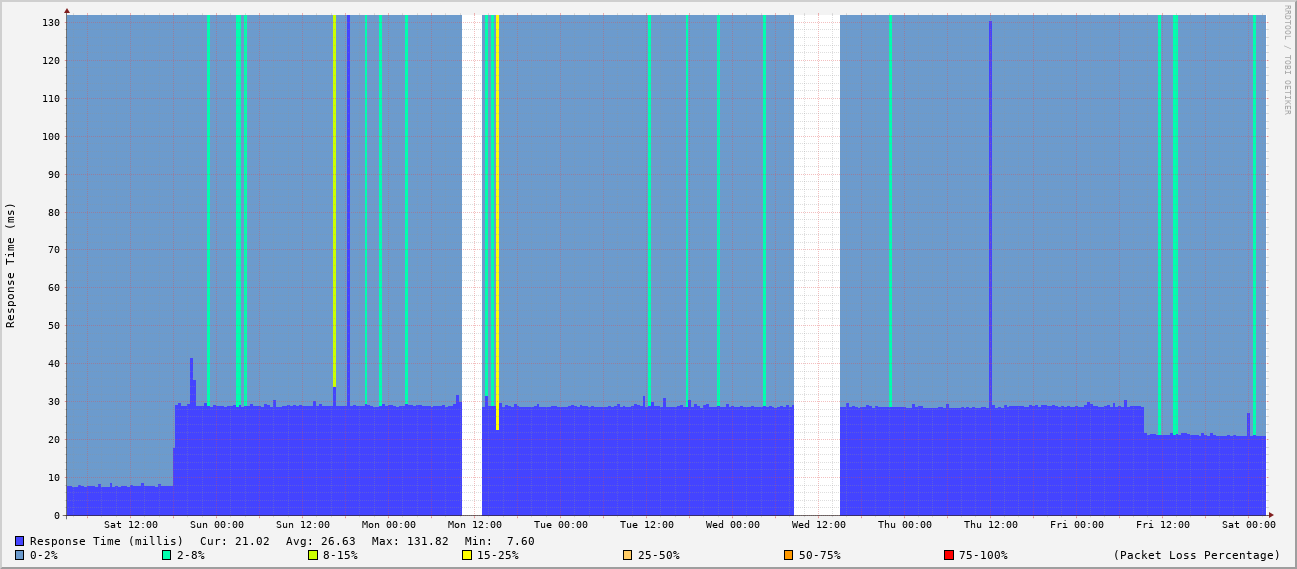 RRDTOOL / TOBI OETIKER
Response Time (ms)
130
120
110
100
90
80
70
60
50
40
30
20
10
0
Sat 12:00 Sun 00:00 Sun 12:00 Mon 00:00 Mon 12:00 Tue 00:00 Tue 12:00 Wed 00:00 Wed 12:00 Thu 00:00 Thu 12:00 Fri 00:00 Fri 12:00 Sat 00:00
Response Time (millis) Cur: 21.02 Avg: 26.63 Max: 131.82 Min: 7.60
0-2% 2-8% 8-15% 15-25% 25-50% 50-75% 75-100% (Packet Loss Percentage)